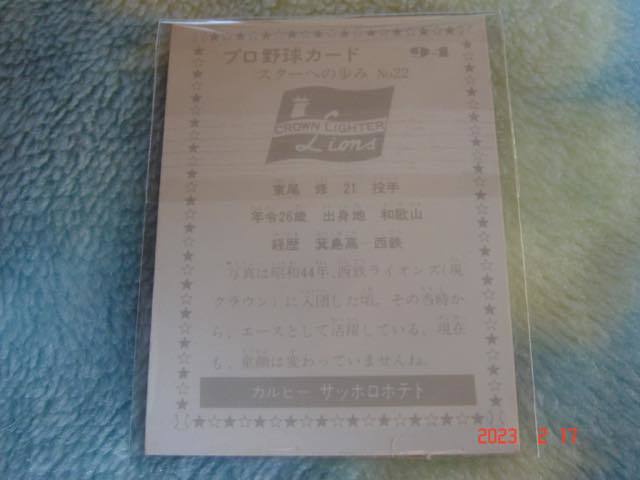 プロ野球カード
スターへの歩み No.22
CROWN LIGHTER
Lions
東尾 修 21 投手
年令26歳 出身地 和歌山
経歴 箕島高─西鉄
写真は昭和44年、西鉄ライオンズ(現
クラウン)に入団した頃。その当時か
ら、エースとして活躍している。現在
も、童顔は変わっていませんね。
カルビー サッポロポテト
2023 2 17